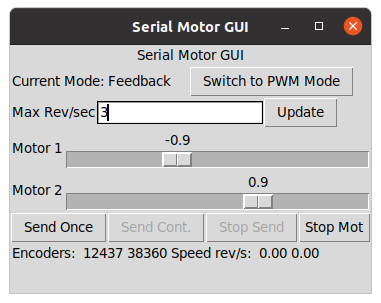 Serial Motor GUI
Serial Motor GUI
Current Mode: Feedback Switch to PWM Mode
Max Rev/sec 3 Update
-0.9
Motor 1
0.9
Motor 2
Send Once Send Cont. Stop Send Stop Mot
Encoders: 12437 38360 Speed rev/s: 0.00 0.00